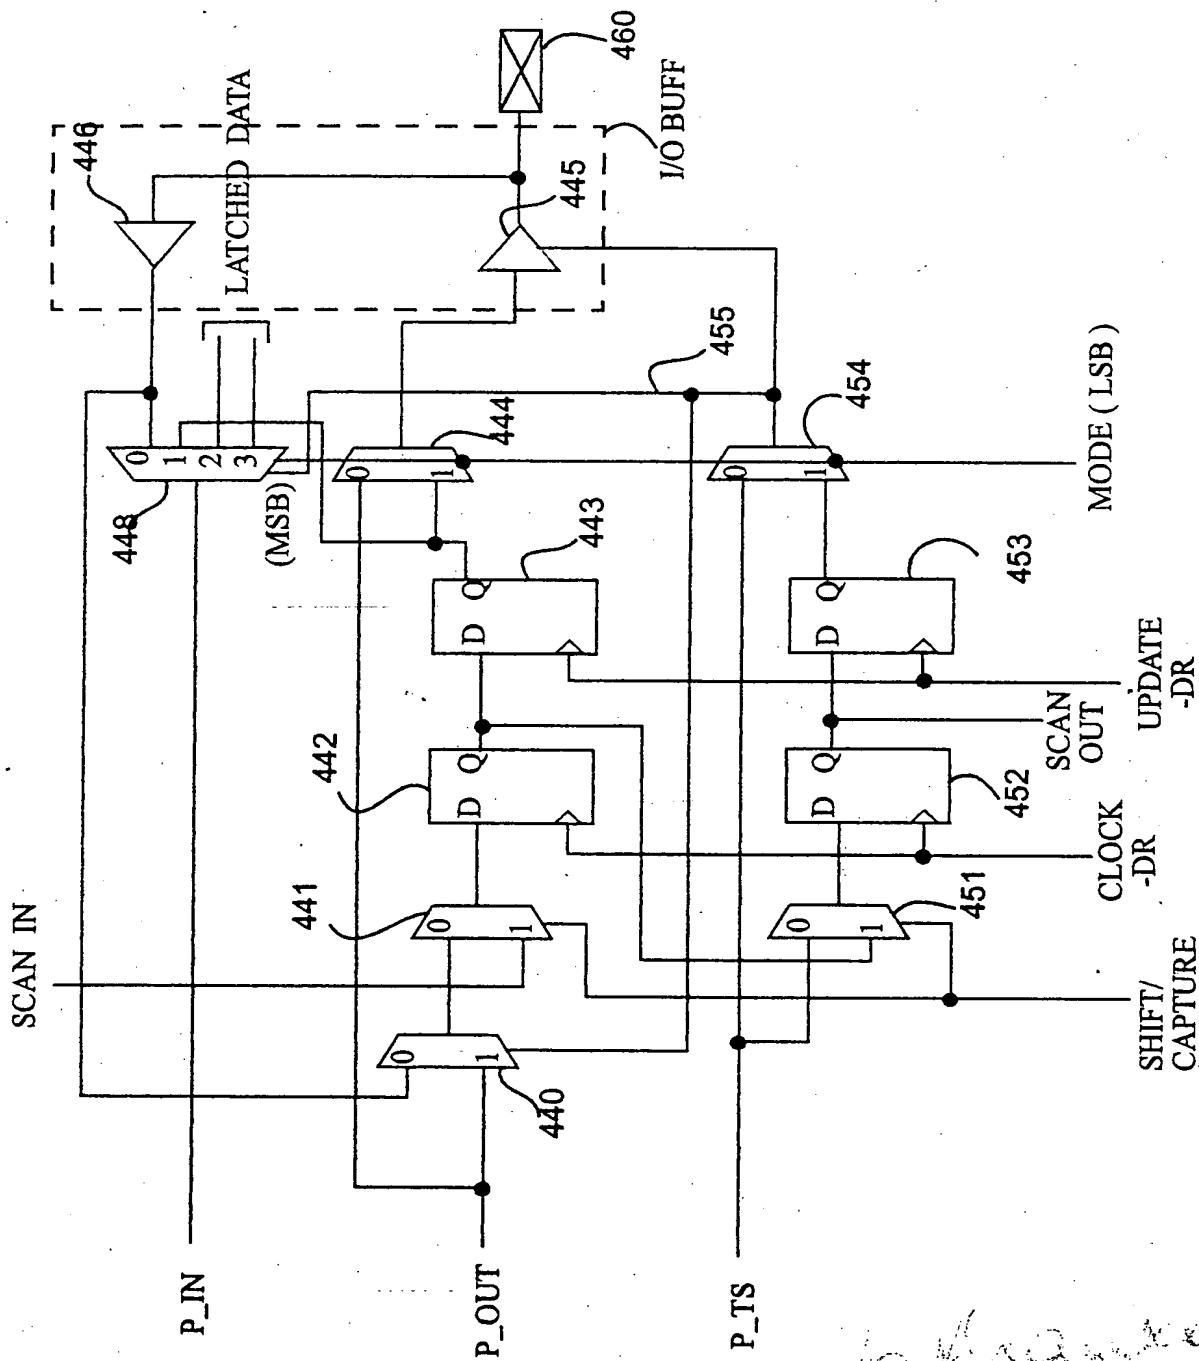 SCAN IN
P_IN
P_OUT
P_TS
440
0
1
441
0
1
442
D
Q
443
D
Q
444
0
1
445
446
LATCHED DATA
448
0
1
2
3
(MSB)
I/O BUFF
460
455
451
0
1
452
D
Q
453
D
Q
454
0
1
SHIFT/
CAPTURE
CLOCK
-DR
SCAN
OUT
UPDATE
-DR
MODE ( LSB )